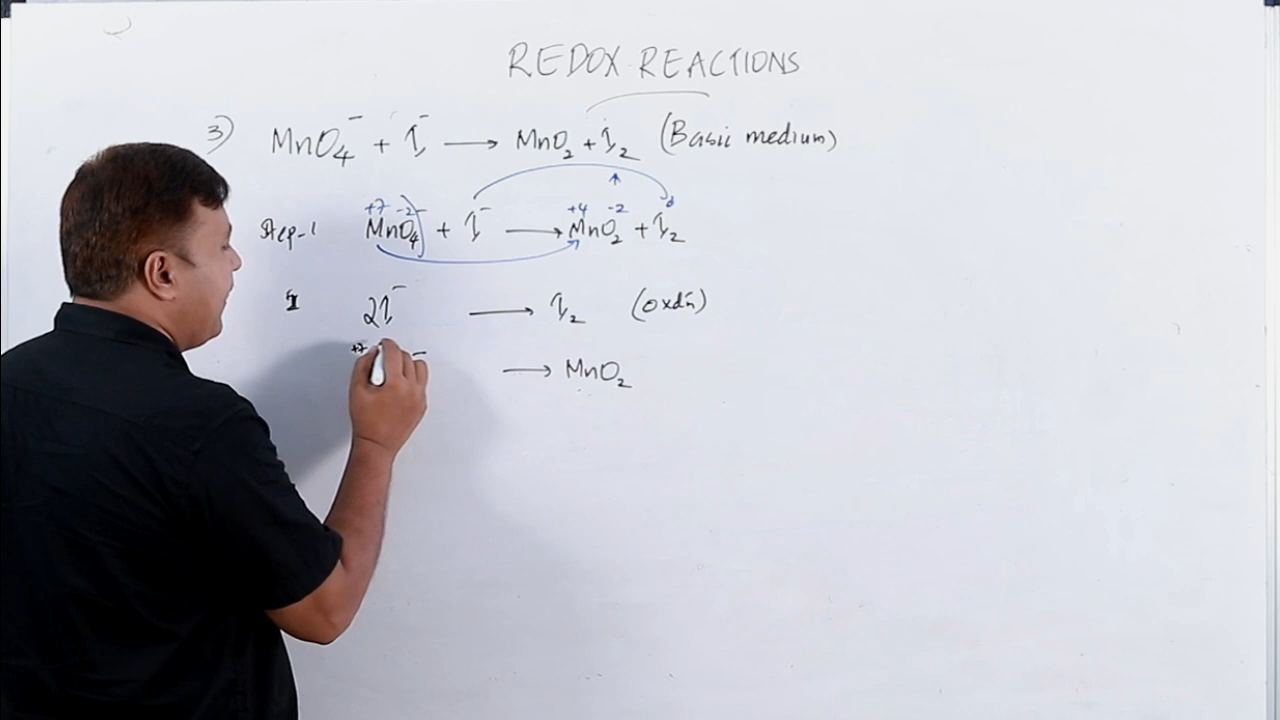 REDOX REACTIONS
3) MnO₄⁻ + I⁻ → MnO₂ + I₂ (Basic medium)
+7 -2 +4 -2
Step-1 MnO₄⁻ + I⁻ → MnO₂ + I₂
I 2I⁻ → I₂ (oxdn)
+7
⁻ → MnO₂